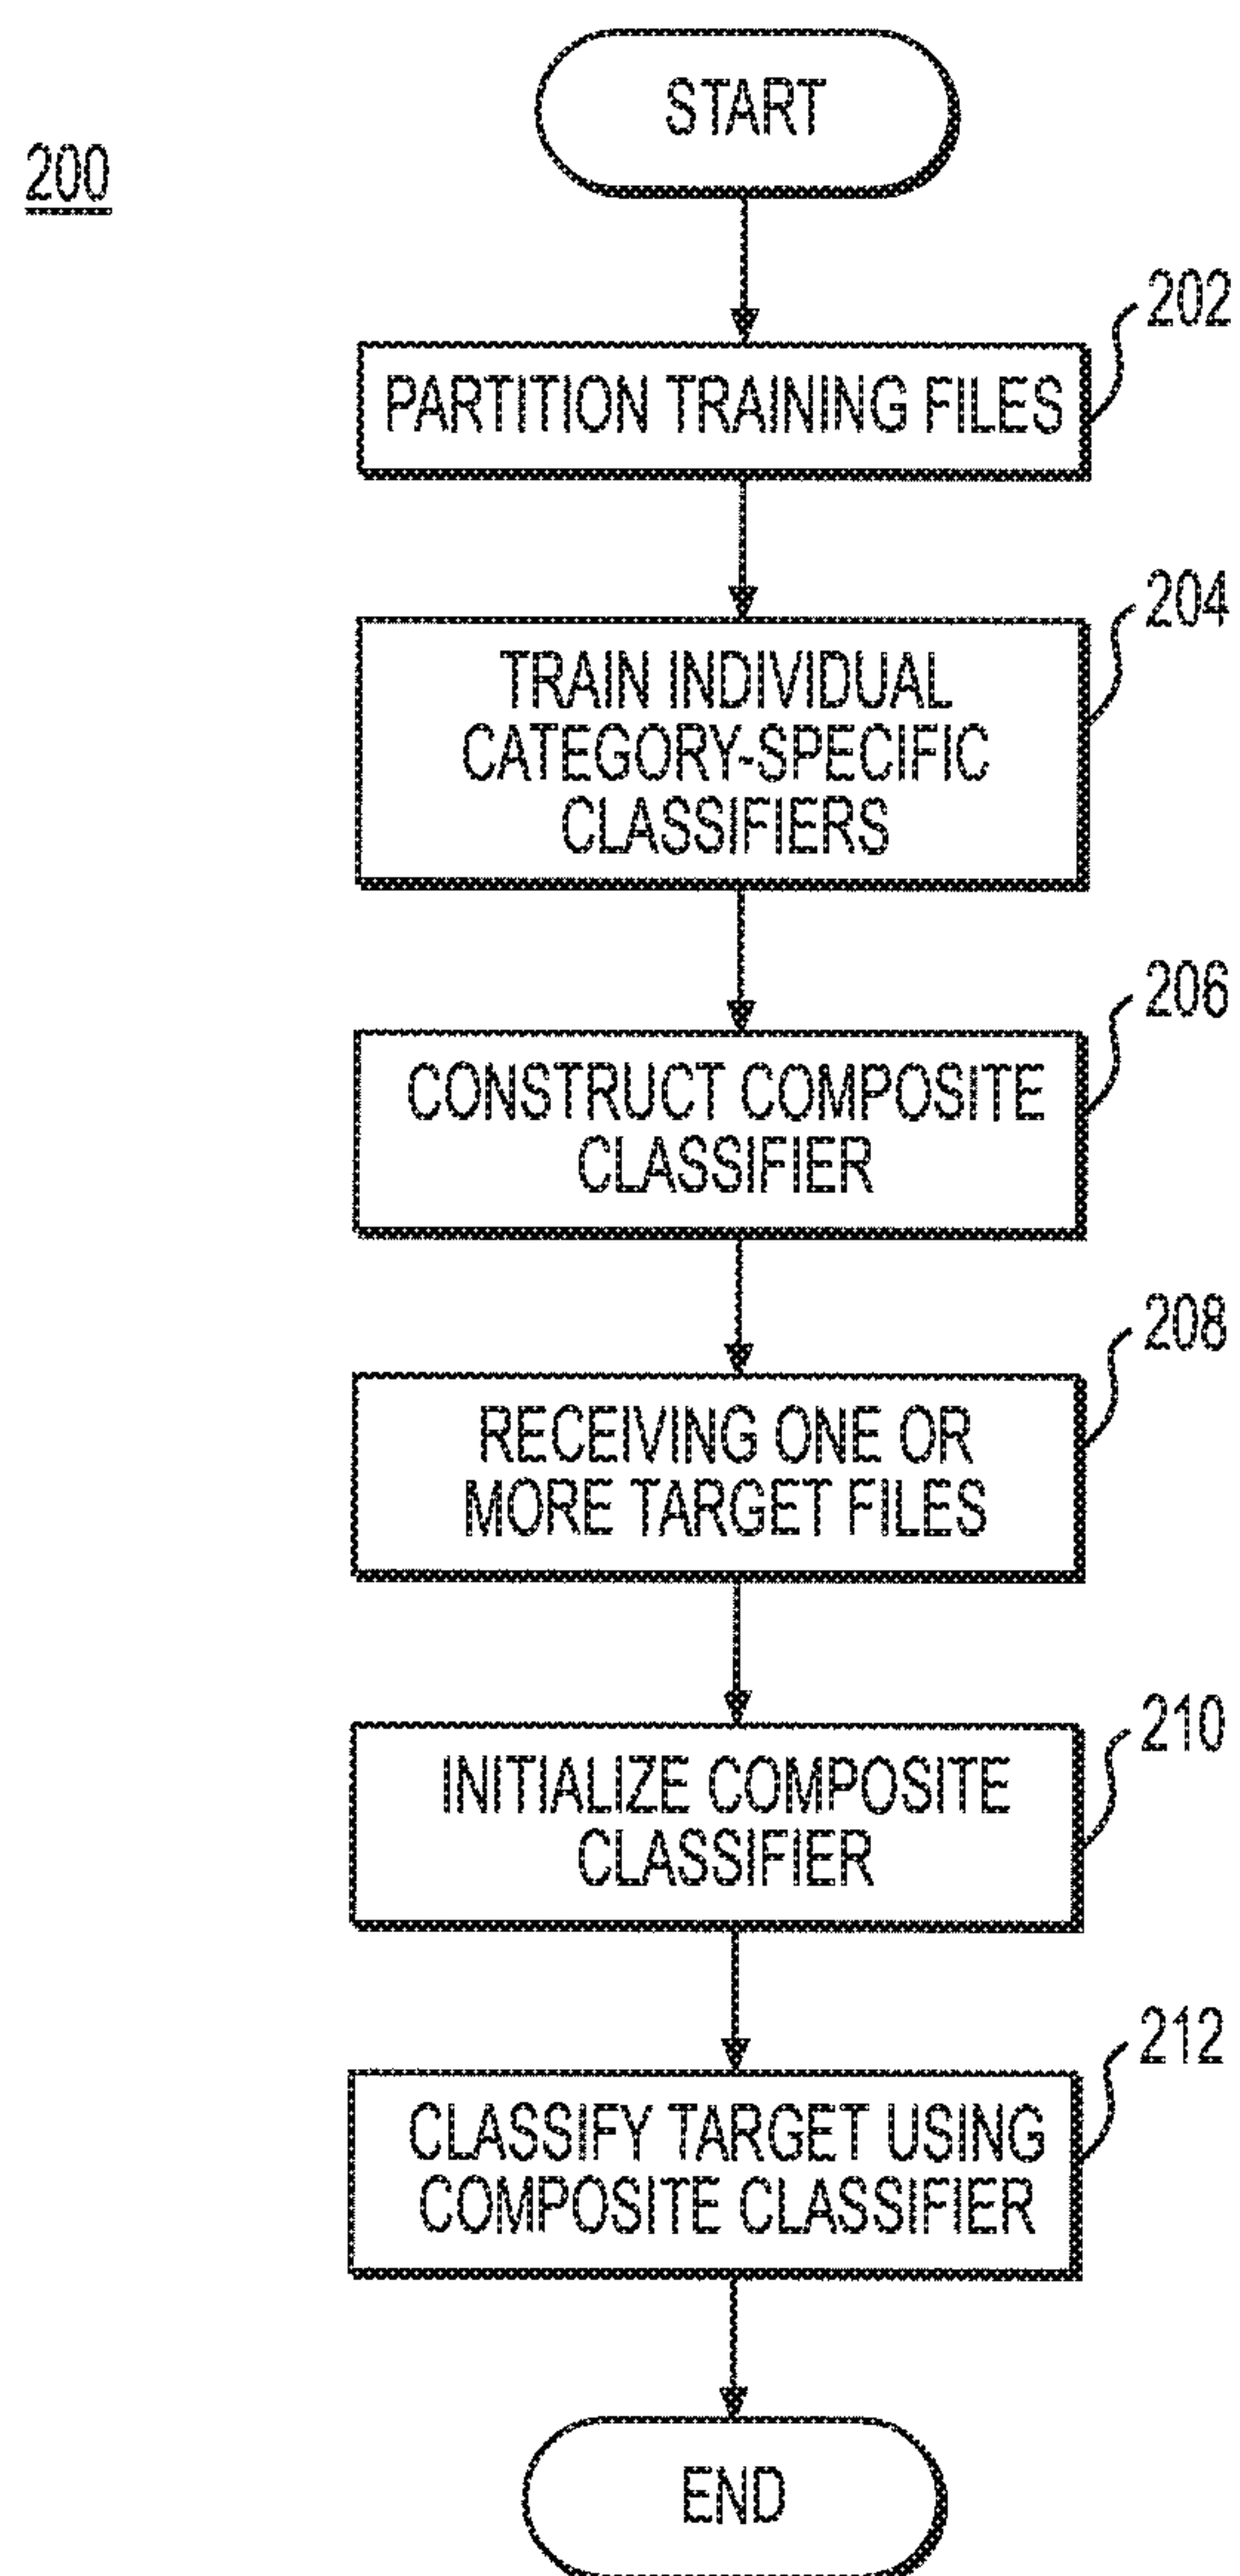 200
START
202
PARTITION TRAINING FILES
204
TRAIN INDIVIDUAL
CATEGORY-SPECIFIC
CLASSIFIERS
206
CONSTRUCT COMPOSITE
CLASSIFIER
208
RECEIVING ONE OR
MORE TARGET FILES
210
INITIALIZE COMPOSITE
CLASSIFIER
212
CLASSIFY TARGET USING
COMPOSITE CLASSIFIER
END